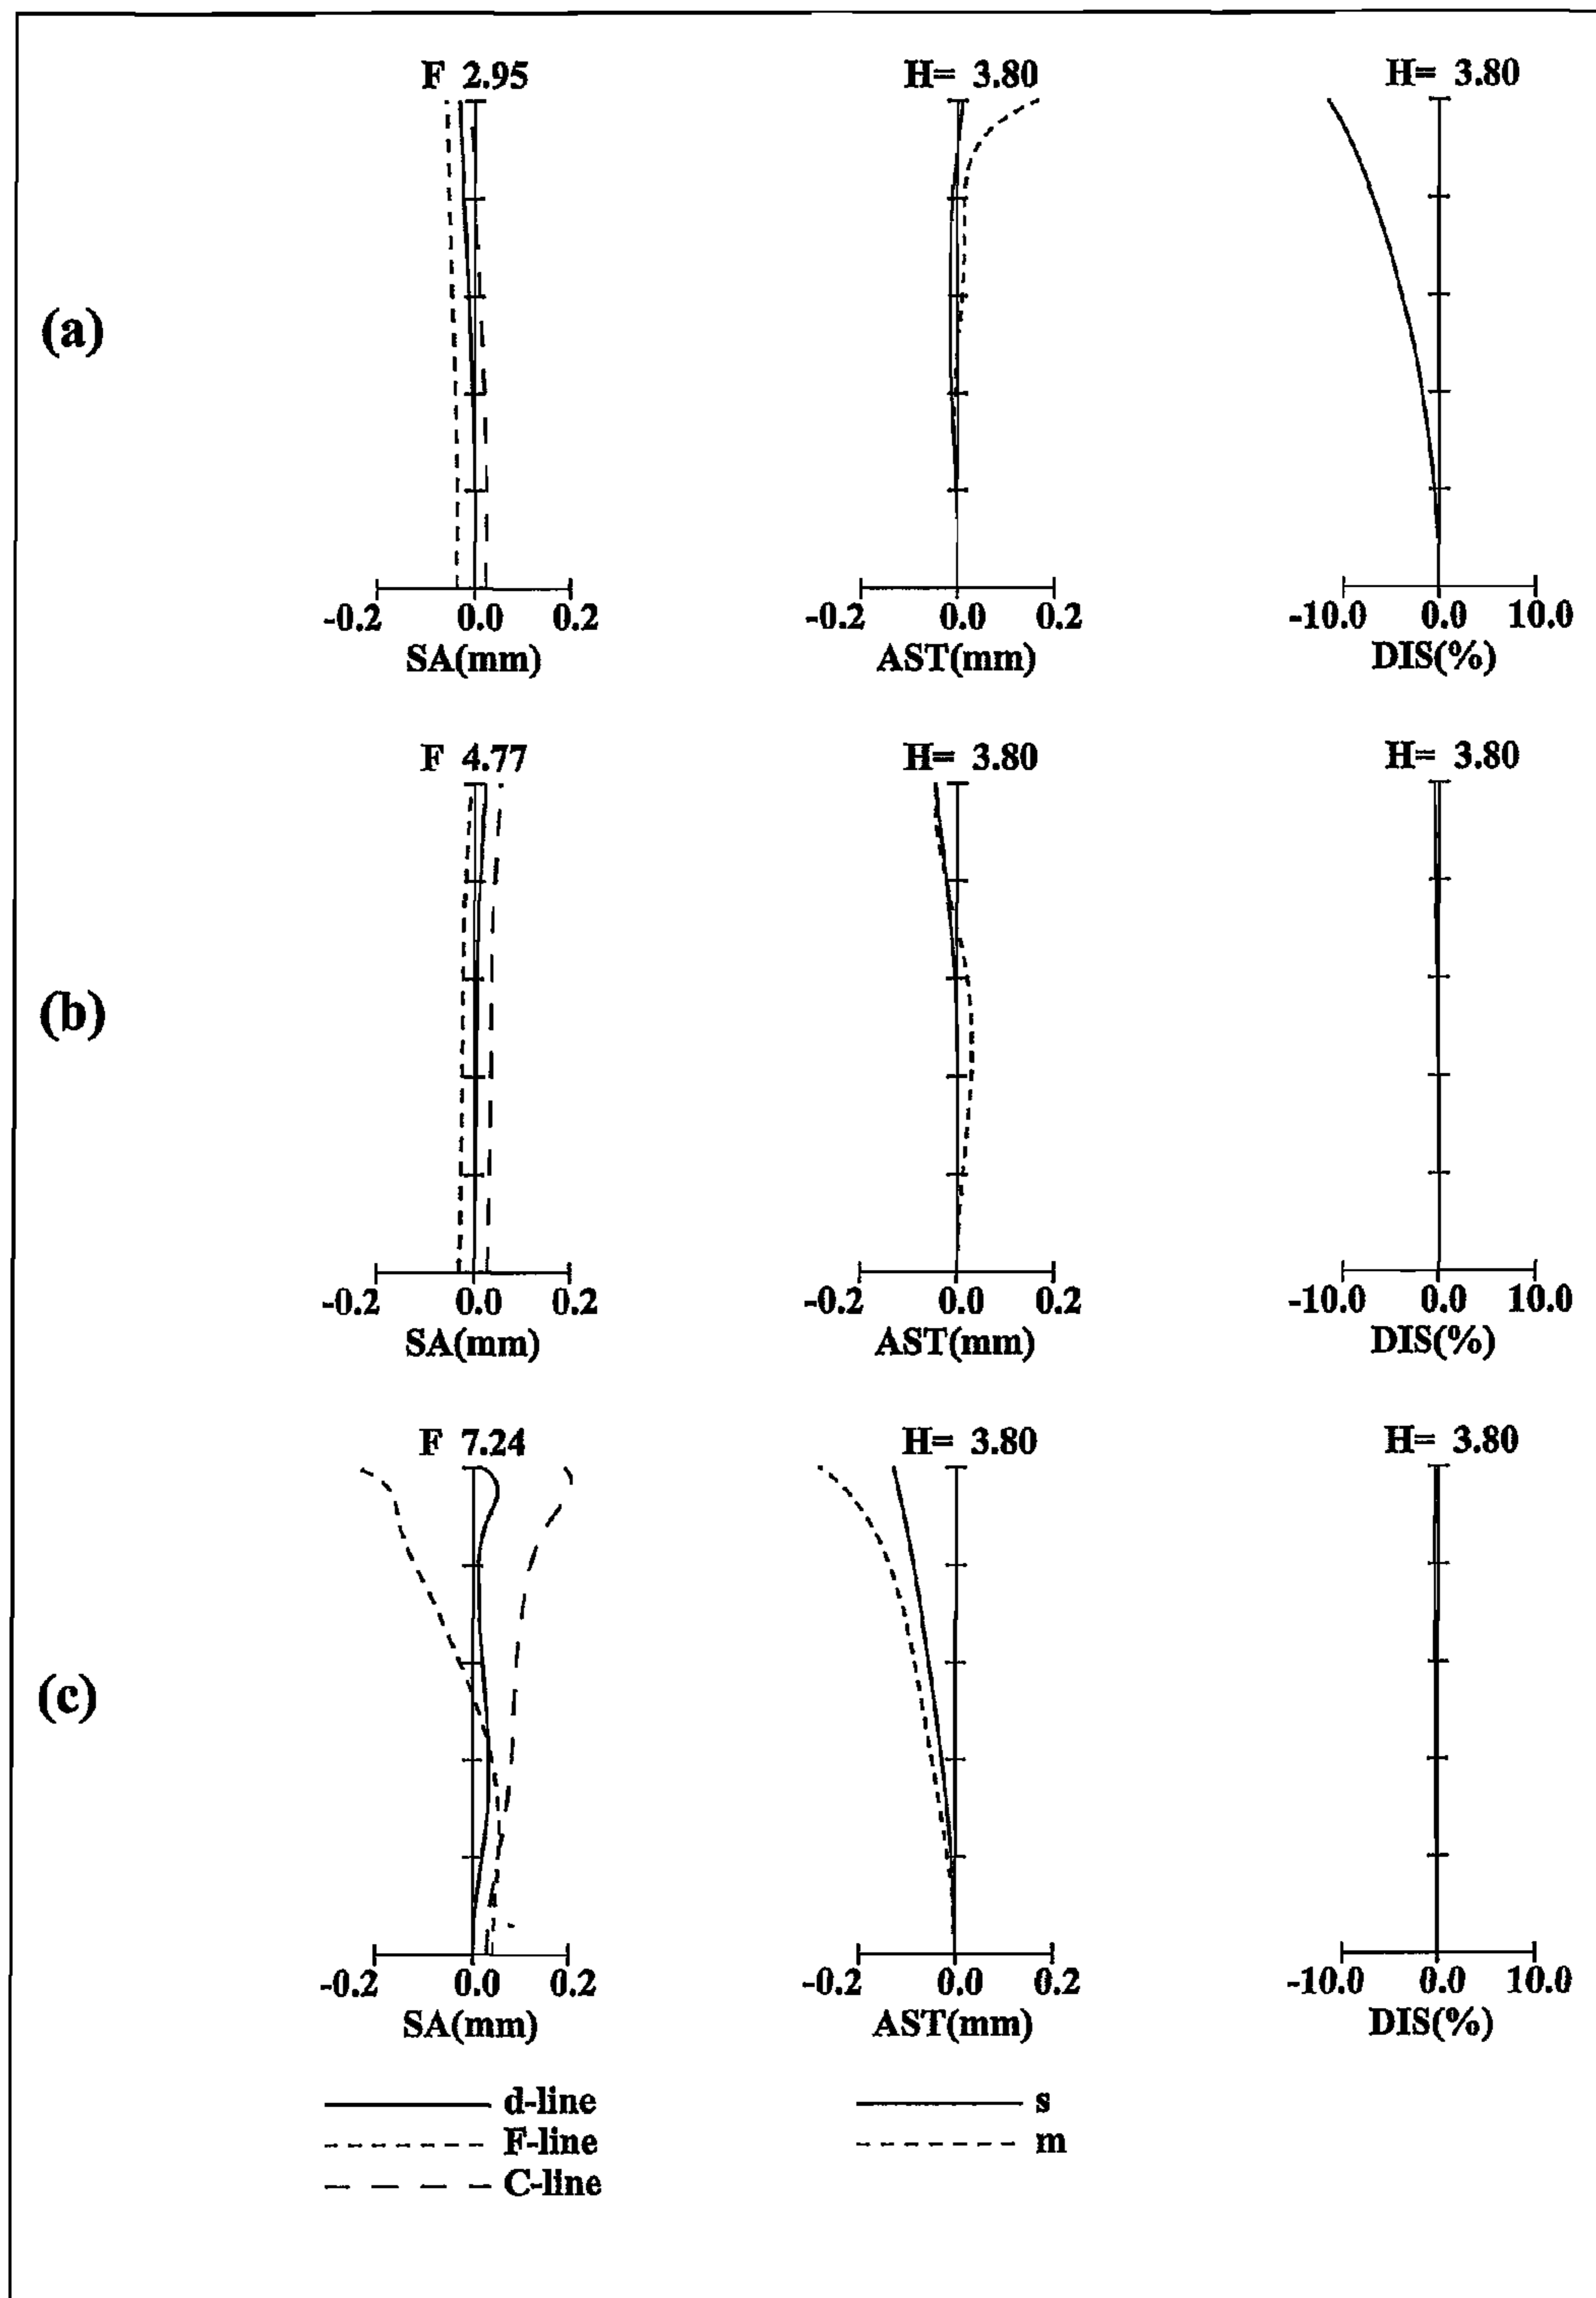 (a)
F 2.95
-0.2 0.0 0.2
SA(mm)
H= 3.80
-0.2 0.0 0.2
AST(mm)
H= 3.80
-10.0 0.0 10.0
DIS(%)
(b)
F 4.77
-0.2 0.0 0.2
SA(mm)
H= 3.80
-0.2 0.0 0.2
AST(mm)
H= 3.80
-10.0 0.0 10.0
DIS(%)
(c)
F 7.24
-0.2 0.0 0.2
SA(mm)
H= 3.80
-0.2 0.0 0.2
AST(mm)
H= 3.80
-10.0 0.0 10.0
DIS(%)
d-line
F-line
C-line
s
m